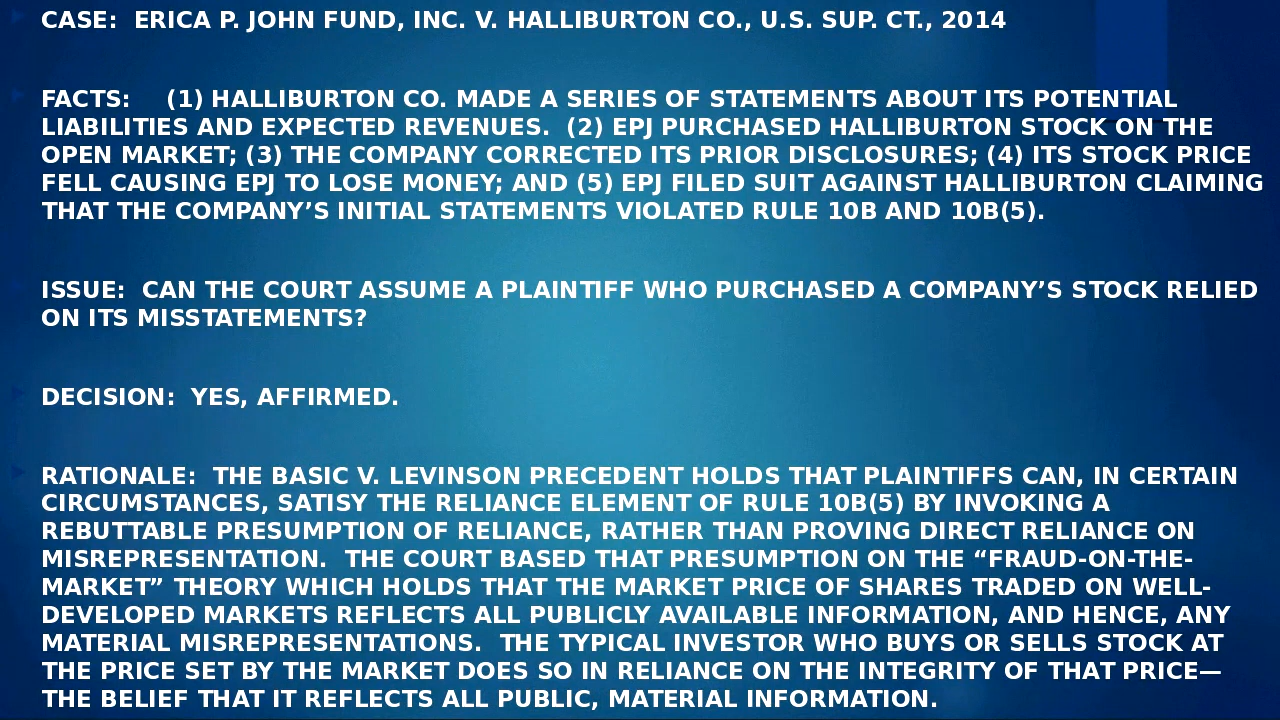 CASE: ERICA P. JOHN FUND, INC. V. HALLIBURTON CO., U.S. SUP. CT., 2014
FACTS: (1) HALLIBURTON CO. MADE A SERIES OF STATEMENTS ABOUT ITS POTENTIAL
LIABILITIES AND EXPECTED REVENUES. (2) EPJ PURCHASED HALLIBURTON STOCK ON THE
OPEN MARKET; (3) THE COMPANY CORRECTED ITS PRIOR DISCLOSURES; (4) ITS STOCK PRICE
FELL CAUSING EPJ TO LOSE MONEY; AND (5) EPJ FILED SUIT AGAINST HALLIBURTON CLAIMING
THAT THE COMPANY’S INITIAL STATEMENTS VIOLATED RULE 10B AND 10B(5).
ISSUE: CAN THE COURT ASSUME A PLAINTIFF WHO PURCHASED A COMPANY’S STOCK RELIED
ON ITS MISSTATEMENTS?
DECISION: YES, AFFIRMED.
RATIONALE: THE BASIC V. LEVINSON PRECEDENT HOLDS THAT PLAINTIFFS CAN, IN CERTAIN
CIRCUMSTANCES, SATISY THE RELIANCE ELEMENT OF RULE 10B(5) BY INVOKING A
REBUTTABLE PRESUMPTION OF RELIANCE, RATHER THAN PROVING DIRECT RELIANCE ON
MISREPRESENTATION. THE COURT BASED THAT PRESUMPTION ON THE “FRAUD-ON-THE-
MARKET” THEORY WHICH HOLDS THAT THE MARKET PRICE OF SHARES TRADED ON WELL-
DEVELOPED MARKETS REFLECTS ALL PUBLICLY AVAILABLE INFORMATION, AND HENCE, ANY
MATERIAL MISREPRESENTATIONS. THE TYPICAL INVESTOR WHO BUYS OR SELLS STOCK AT
THE PRICE SET BY THE MARKET DOES SO IN RELIANCE ON THE INTEGRITY OF THAT PRICE—
THE BELIEF THAT IT REFLECTS ALL PUBLIC, MATERIAL INFORMATION.